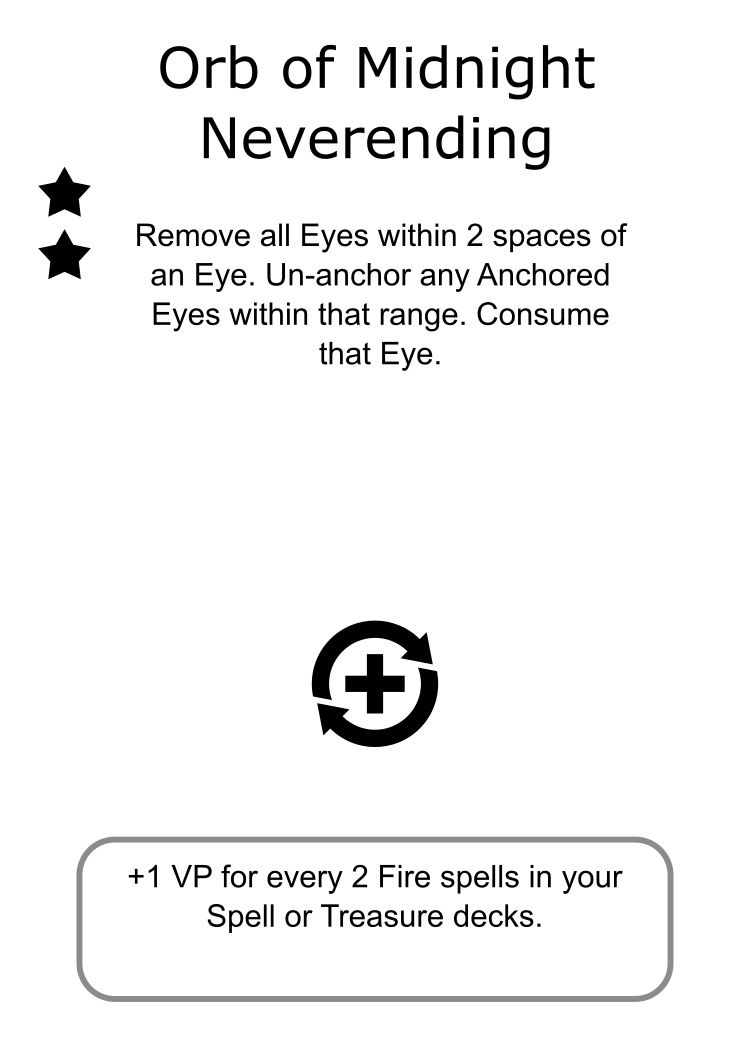 Orb of Midnight
Neverending
Remove all Eyes within 2 spaces of
an Eye. Un-anchor any Anchored
Eyes within that range. Consume
that Eye.
+1 VP for every 2 Fire spells in your
Spell or Treasure decks.